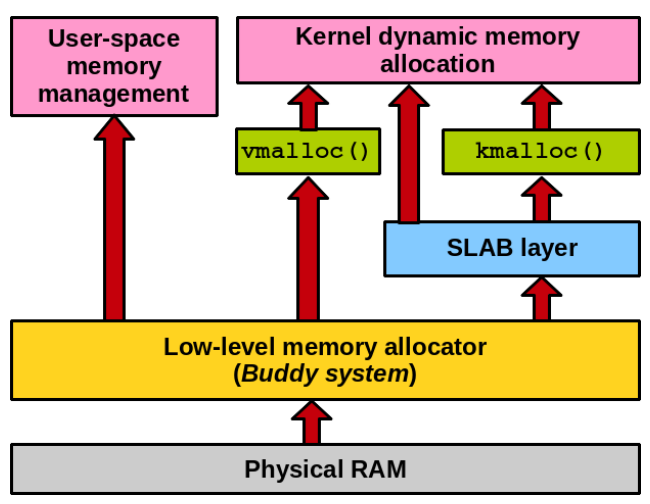 User-space
memory
management
Kernel dynamic memory
allocation
vmalloc()
kmalloc()
SLAB layer
Low-level memory allocator
(Buddy system)
Physical RAM